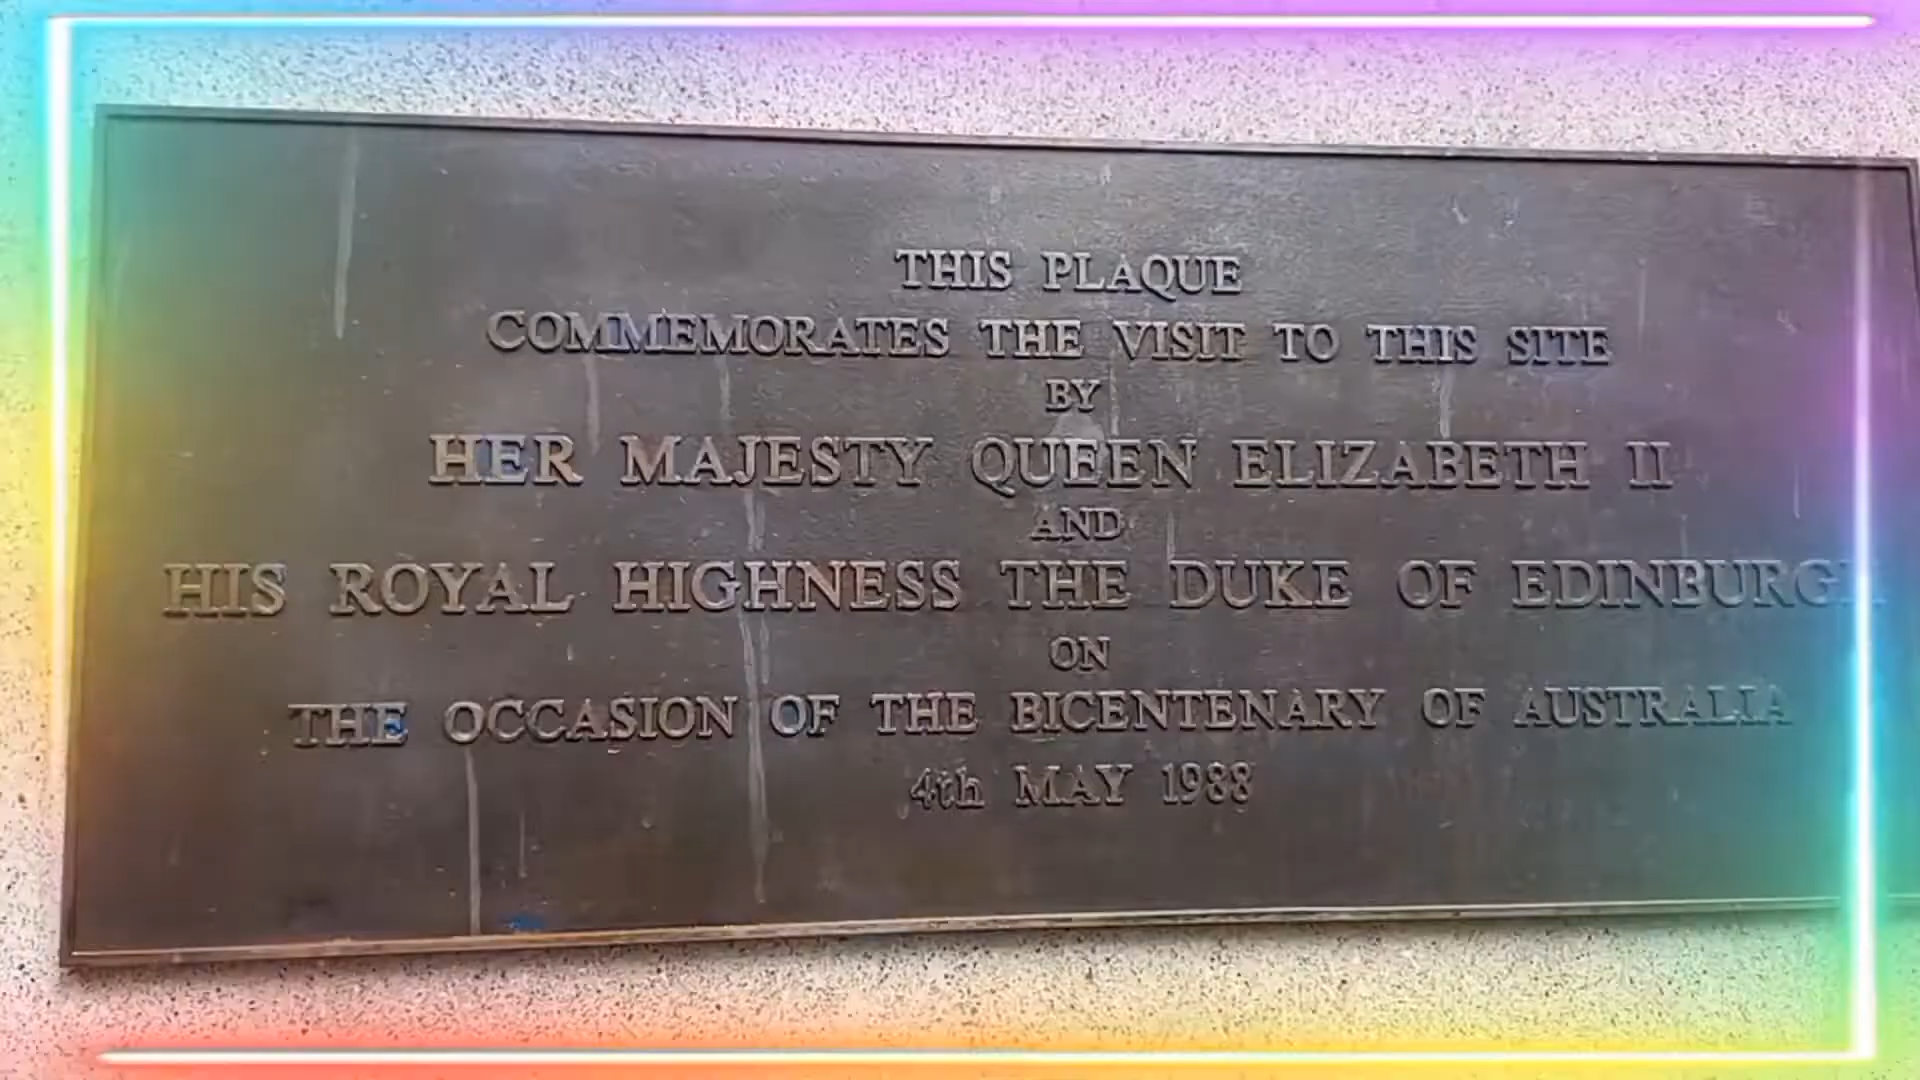 THIS PLAQUE
COMMEMORATES THE VISIT TO THIS SITE
BY
HER MAJESTY QUEEN ELIZABETH II
AND
HIS ROYAL HIGHNESS THE DUKE OF EDINBURGH
ON
THE OCCASION OF THE BICENTENARY OF AUSTRALIA
4th MAY 1988